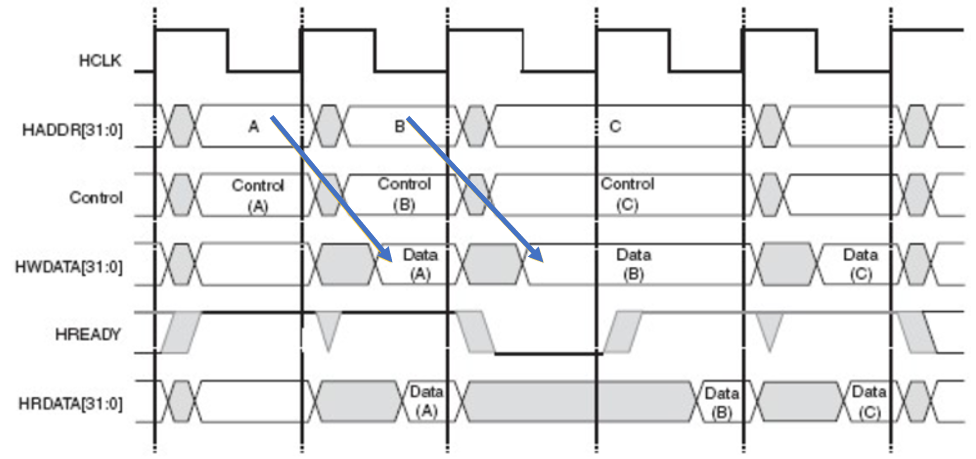 HCLK
HADDR[31:0]
A
B
C
Control
Control
(A)
Control
(B)
Control
(C)
HWDATA[31:0]
Data
(A)
Data
(B)
Data
(C)
HREADY
HRDATA[31:0]
Data
(A)
Data
(B)
Data
(C)